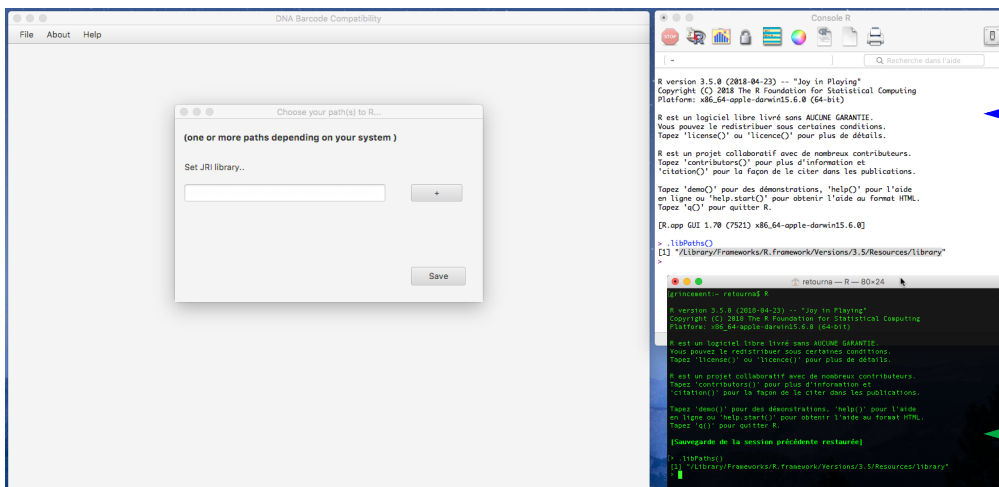 DNA Barcode Compatibility
File About Help
Choose your path(s) to R...
(one or more paths depending on your system )
Set JRI library..
+
Save
Console R
STOP
~
Recherche dans l'aide
R version 3.5.0 (2018-04-23) -- "Joy in Playing"
Copyright (C) 2018 The R Foundation for Statistical Computing
Platform: x86_64-apple-darwin15.6.0 (64-bit)
R est un logiciel libre livré sans AUCUNE GARANTIE.
Vous pouvez le redistribuer sous certaines conditions.
Tapez 'license()' ou 'licence()' pour plus de détails.
R est un projet collaboratif avec de nombreux contributeurs.
Tapez 'contributors()' pour plus d'information et
'citation()' pour la façon de le citer dans les publications.
Tapez 'demo()' pour des démonstrations, 'help()' pour l'aide
en ligne ou 'help.start()' pour obtenir l'aide au format HTML.
Tapez 'q()' pour quitter R.
[R.app GUI 1.70 (7521) x86_64-apple-darwin15.6.0]
> .libPaths()
[1] "/Library/Frameworks/R.framework/Versions/3.5/Resources/library"
>
retourna — R — 80×24
grincement:~ retourna$ R
R version 3.5.0 (2018-04-23) -- "Joy in Playing"
Copyright (C) 2018 The R Foundation for Statistical Computing
Platform: x86_64-apple-darwin15.6.0 (64-bit)
R est un logiciel libre livré sans AUCUNE GARANTIE.
Vous pouvez le redistribuer sous certaines conditions.
Tapez 'license()' ou 'licence()' pour plus de détails.
R est un projet collaboratif avec de nombreux contributeurs.
Tapez 'contributors()' pour plus d'information et
'citation()' pour la façon de le citer dans les publications.
Tapez 'demo()' pour des démonstrations, 'help()' pour l'aide
en ligne ou 'help.start()' pour obtenir l'aide au format HTML.
Tapez 'q()' pour quitter R.
[Sauvegarde de la session précédente restaurée]
> .libPaths()
[1] "/Library/Frameworks/R.framework/Versions/3.5/Resources/library"
>